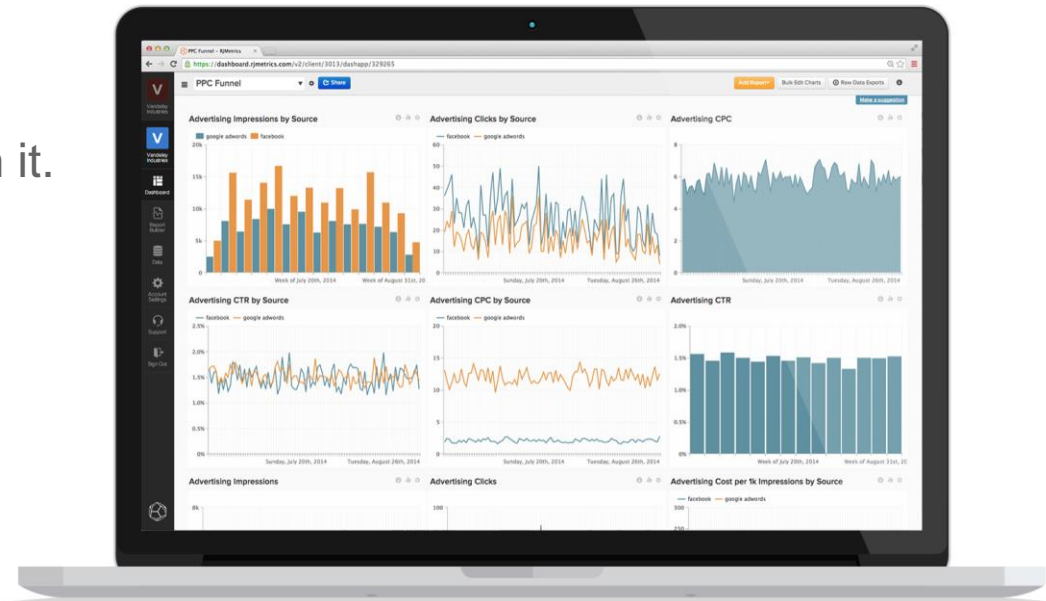 it.
PPC Funnel - RJMetrics
https://dashboard.rjmetrics.com/v2/client/3013/dashapp/329265
PPC Funnel
Share
Add Report
Bulk Edit Charts
Raw Data Exports
Make a suggestion
V
Vandelay
Industries
V
Vandelay
Industries
Dashboard
Report
Builder
Data
Account
Settings
Support
Sign Out
Advertising Impressions by Source
google adwords facebook
20k
15k
10k
5k
0
Week of July 20th, 2014 Week of August 31st, 20
Advertising Clicks by Source
facebook google adwords
60
50
40
30
20
10
0
Sunday, July 20th, 2014 Tuesday, August 26th, 2014
Advertising CPC
8
6
4
2
0
Sunday, July 20th, 2014 Tuesday, August 26th, 2014
Advertising CTR by Source
facebook google adwords
2.5%
2.0%
1.5%
1.0%
0.5%
0%
Sunday, July 20th, 2014 Tuesday, August 26th, 2014
Advertising CPC by Source
facebook google adwords
20
15
10
5
0
Sunday, July 20th, 2014 Tuesday, August 26th, 2014
Advertising CTR
2.0%
1.5%
1.0%
0.5%
0%
Week of July 20th, 2014 Week of August 31st, 20
Advertising Impressions
8k
Advertising Clicks
100
Advertising Cost per 1k Impressions by Source
facebook google adwords
300
250